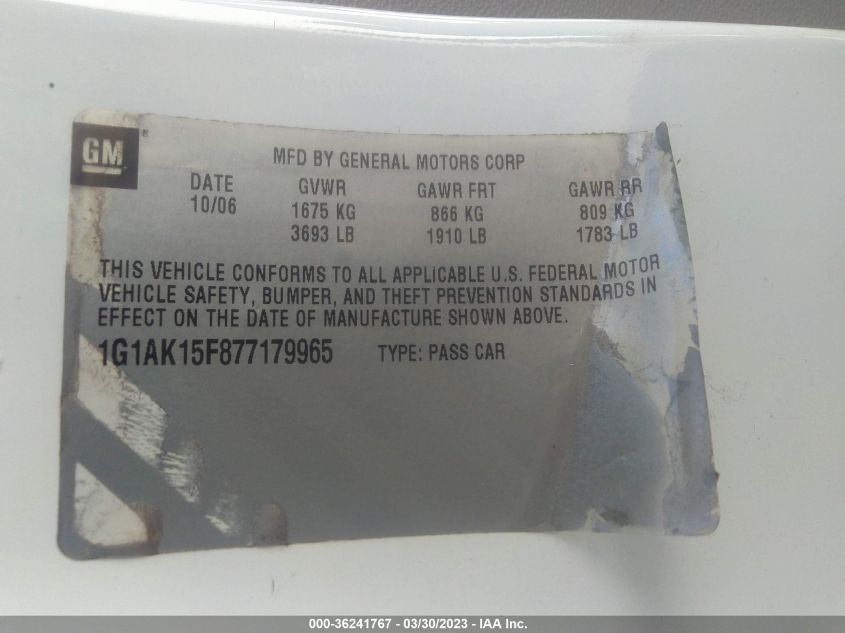 GM ®
MFD BY GENERAL MOTORS CORP
DATE GVWR GAWR FRT GAWR RR
10/06 1675 KG 866 KG 809 KG
3693 LB 1910 LB 1783 LB
THIS VEHICLE CONFORMS TO ALL APPLICABLE U.S. FEDERAL MOTOR
VEHICLE SAFETY, BUMPER, AND THEFT PREVENTION STANDARDS IN
EFFECT ON THE DATE OF MANUFACTURE SHOWN ABOVE.
1G1AK15F877179965 TYPE: PASS CAR
000-36241767 - 03/30/2023 - IAA Inc.